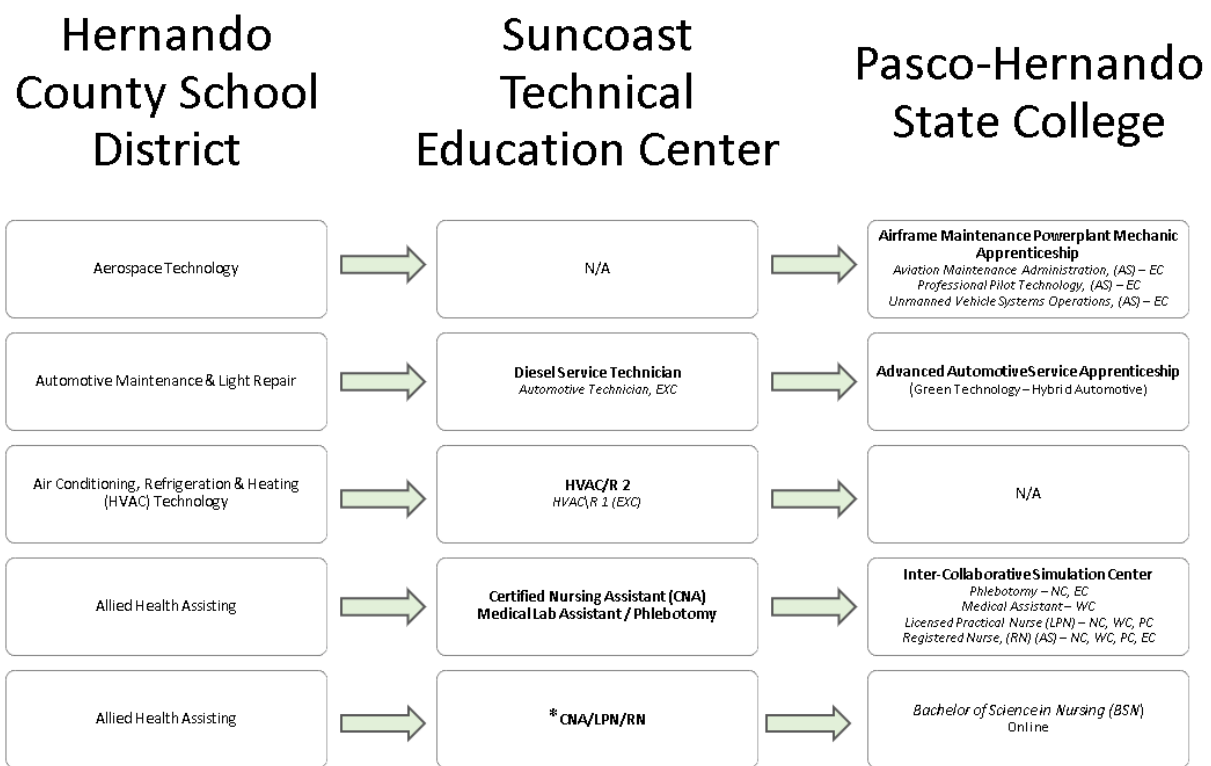 Hernando
County School
District
Suncoast
Technical
Education Center
Pasco-Hernando
State College
Aerospace Technology
N/A
Airframe Maintenance Powerplant Mechanic
Apprenticeship
Aviation Maintenance Administration, (AS) – EC
Professional Pilot Technology, (AS) – EC
Unmanned Vehicle Systems Operations, (AS) – EC
Automotive Maintenance & Light Repair
Diesel Service Technician
Automotive Technician, EXC
Advanced Automotive Service Apprenticeship
(Green Technology – Hybrid Automotive)
Air Conditioning, Refrigeration & Heating
(HVAC) Technology
HVAC/R 2
HVAC\R 1 (EXC)
N/A
Allied Health Assisting
Certified Nursing Assistant (CNA)
Medical Lab Assistant / Phlebotomy
Inter-Collaborative Simulation Center
Phlebotomy – NC, EC
Medical Assistant – WC
Licensed Practical Nurse (LPN) – NC, WC, PC
Registered Nurse, (RN) (AS) – NC, WC, PC, EC
Allied Health Assisting
*CNA/LPN/RN
Bachelor of Science in Nursing (BSN)
Online